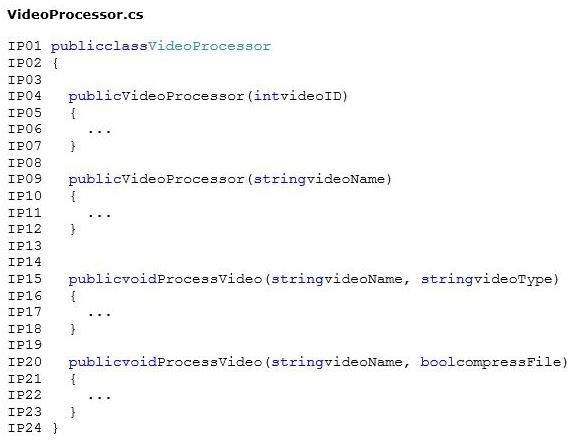 VideoProcessor.cs
IP01 publicclassVideoProcessor
IP02 {
IP03
IP04   publicVideoProcessor(intvideoID)
IP05   {
IP06     ...
IP07   }
IP08
IP09   publicVideoProcessor(stringvideoName)
IP10   {
IP11     ...
IP12   }
IP13
IP14
IP15   publicvoidProcessVideo(stringvideoName, stringvideoType)
IP16   {
IP17     ...
IP18   }
IP19
IP20   publicvoidProcessVideo(stringvideoName, boolcompressFile)
IP21   {
IP22     ...
IP23   }
IP24 }